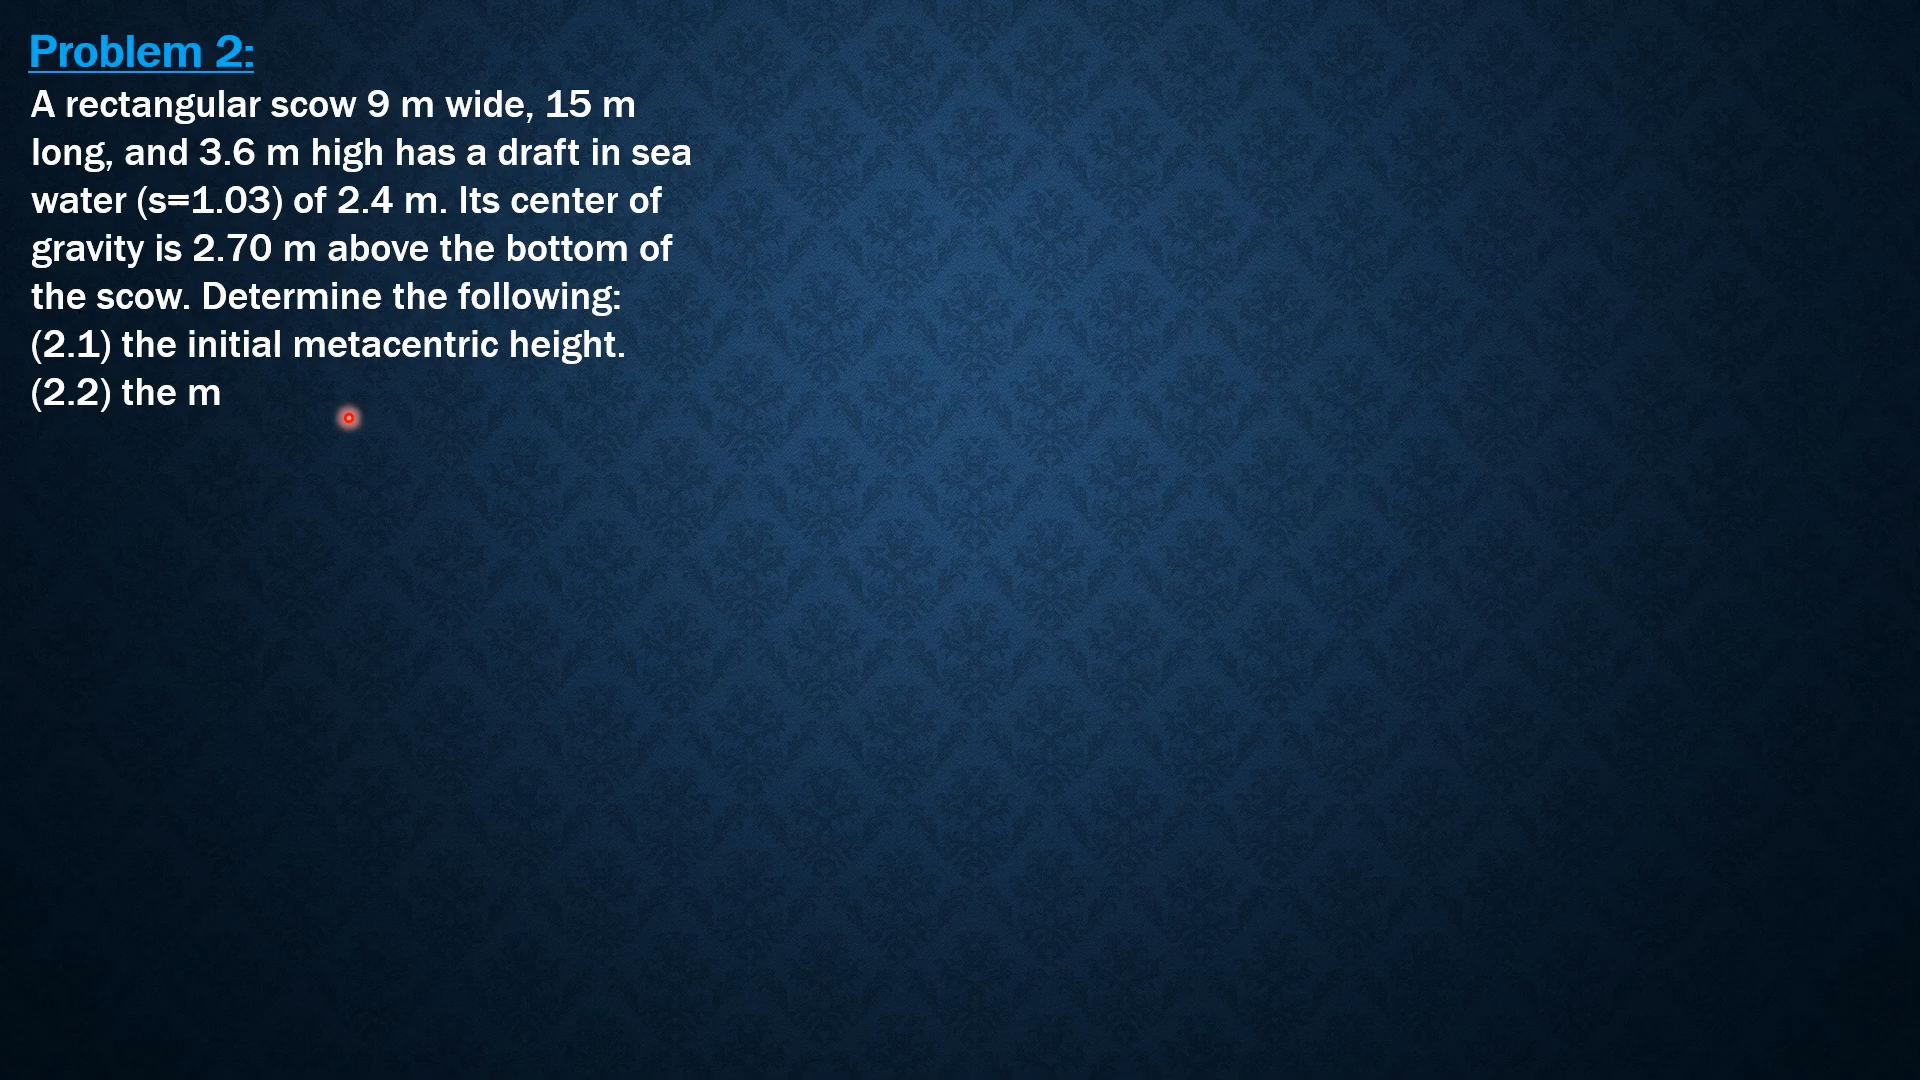 Problem 2:
A rectangular scow 9 m wide, 15 m
long, and 3.6 m high has a draft in sea
water (s=1.03) of 2.4 m. Its center of
gravity is 2.70 m above the bottom of
the scow. Determine the following:
(2.1) the initial metacentric height.
(2.2) the m